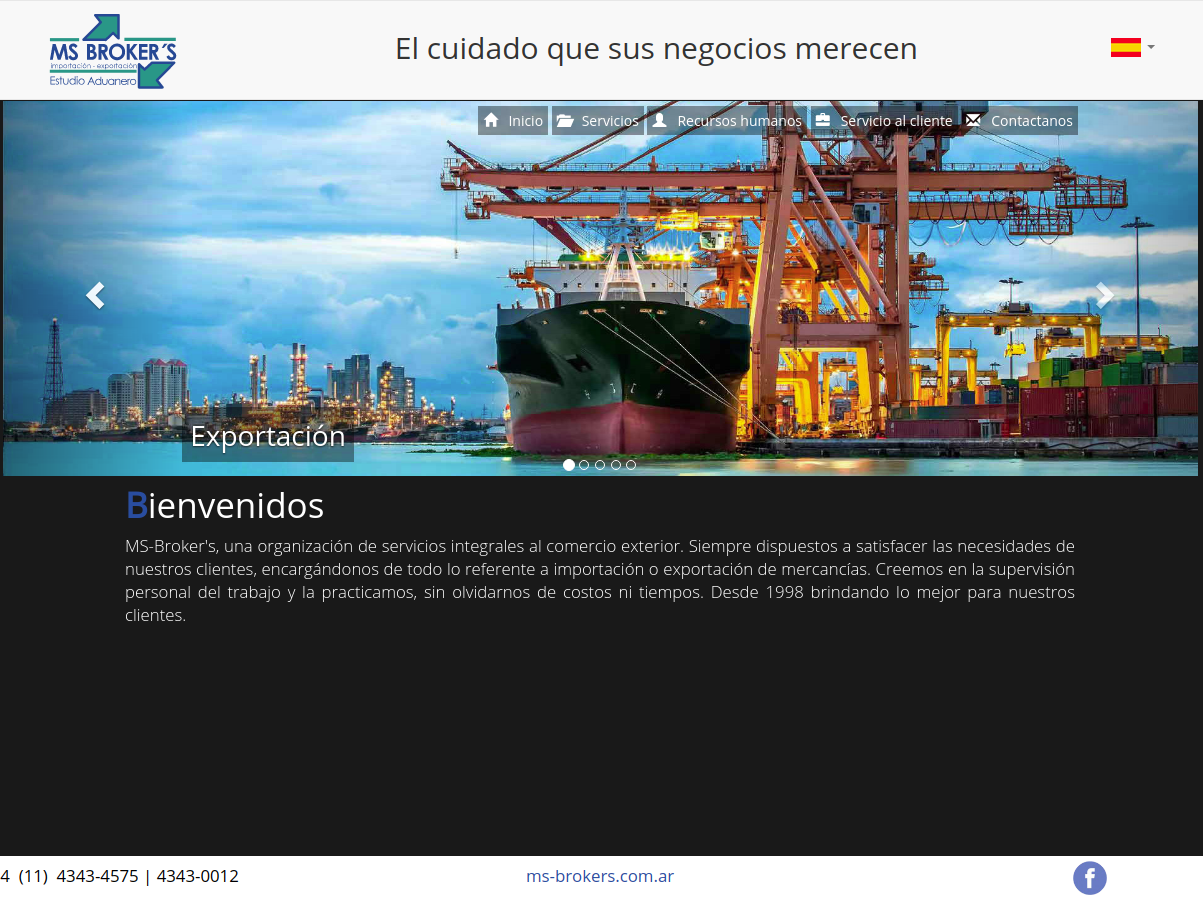 MS BROKER´S
importación - exportación
Estudio Aduanero
El cuidado que sus negocios merecen
Inicio
Servicios
Recursos humanos
Servicio al cliente
Contactanos
Exportación
Bienvenidos
MS-Broker's, una organización de servicios integrales al comercio exterior. Siempre dispuestos a satisfacer las necesidades de
nuestros clientes, encargándonos de todo lo referente a importación o exportación de mercancías. Creemos en la supervisión
personal del trabajo y la practicamos, sin olvidarnos de costos ni tiempos. Desde 1998 brindando lo mejor para nuestros
clientes.
4 (11) 4343-4575 | 4343-0012
ms-brokers.com.ar